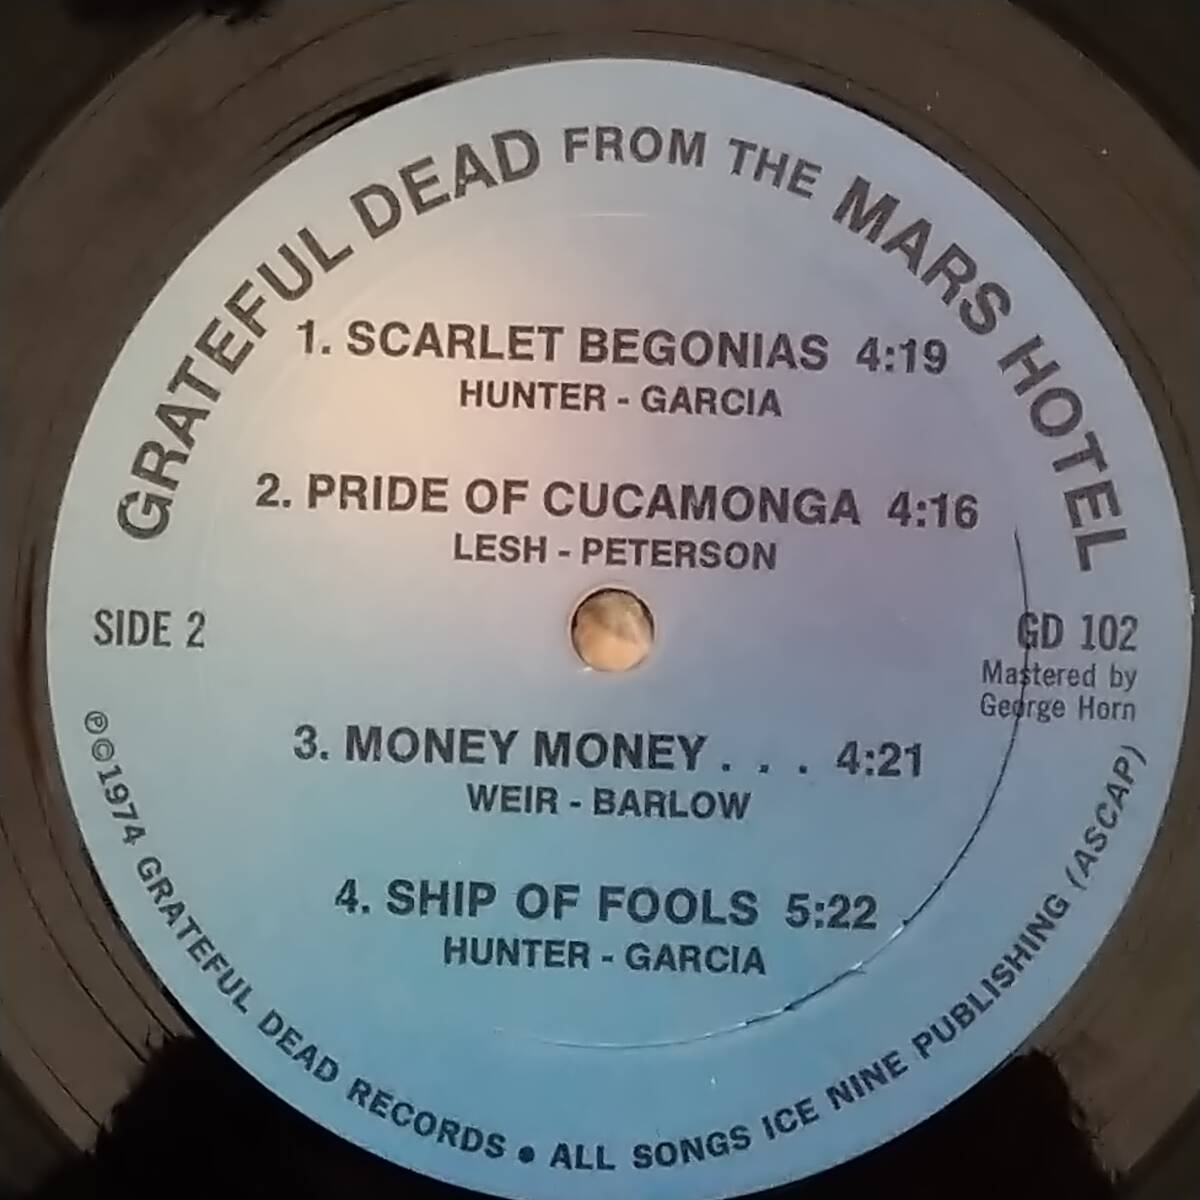 GRATEFUL DEAD FROM THE MARS HOTEL
1. SCARLET BEGONIAS 4:19
HUNTER - GARCIA
2. PRIDE OF CUCAMONGA 4:16
LESH - PETERSON
SIDE 2
GD 102
Mastered by
George Horn
3. MONEY MONEY . . . 4:21
WEIR - BARLOW
4. SHIP OF FOOLS 5:22
HUNTER - GARCIA
℗©1974 GRATEFUL DEAD RECORDS • ALL SONGS ICE NINE PUBLISHING (ASCAP)